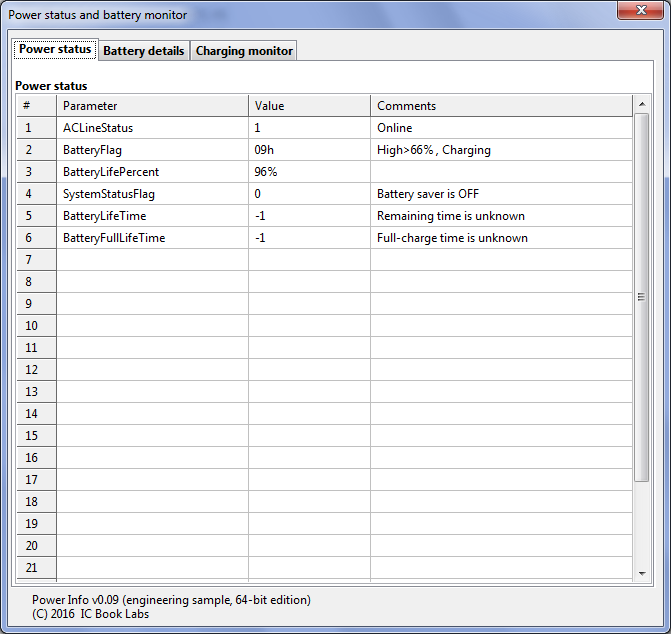 Power status and battery monitor
Power status Battery details Charging monitor
Power status
# Parameter Value Comments
1 ACLineStatus 1 Online
2 BatteryFlag 09h High>66% , Charging
3 BatteryLifePercent 96%
4 SystemStatusFlag 0 Battery saver is OFF
5 BatteryLifeTime -1 Remaining time is unknown
6 BatteryFullLifeTime -1 Full-charge time is unknown
7
8
9
10
11
12
13
14
15
16
17
18
19
20
21
Power Info v0.09 (engineering sample, 64-bit edition)
(C) 2016 IC Book Labs